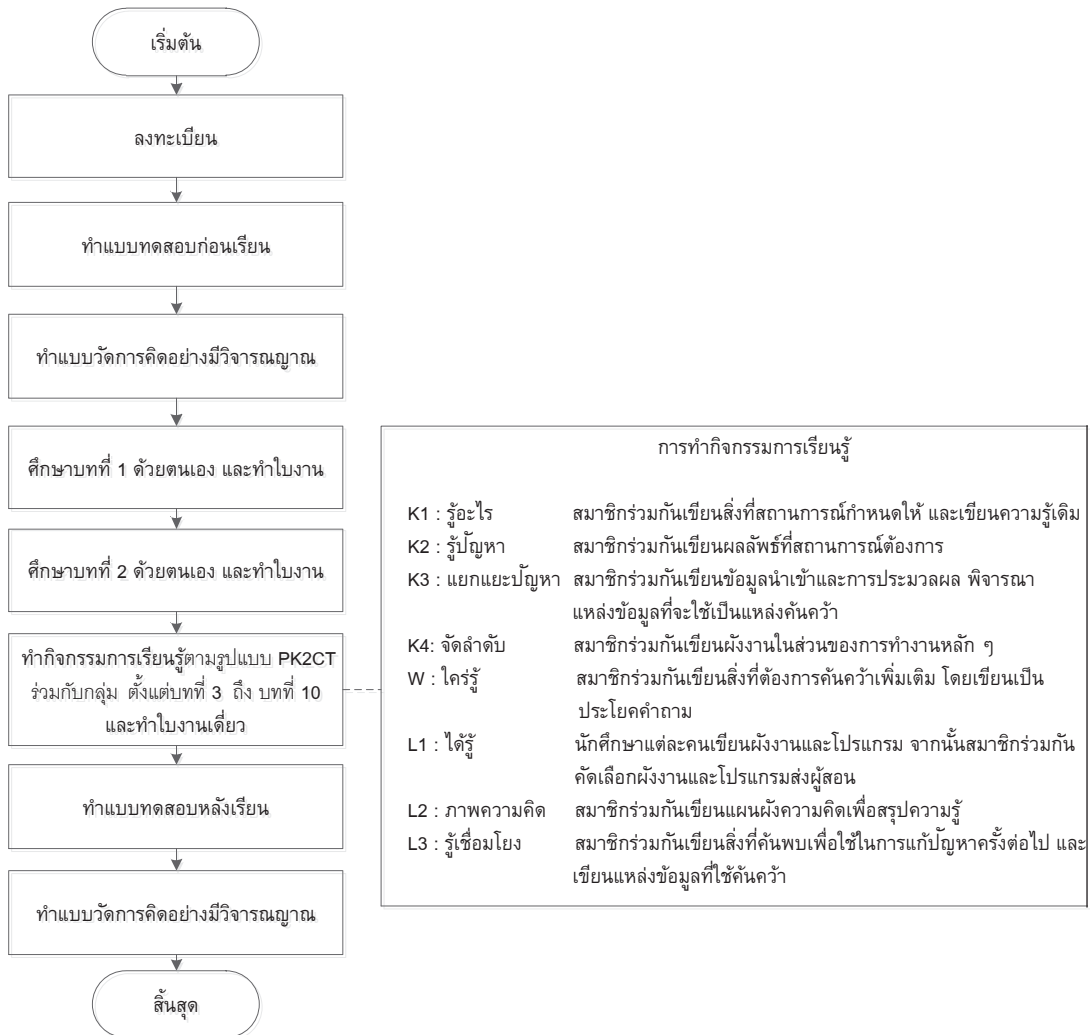 เริ่มต้น
ลงทะเบียน
ทำแบบทดสอบก่อนเรียน
ทำแบบวัดการคิดอย่างมีวิจารณญาณ
ศึกษาบทที่ 1 ด้วยตนเอง และทำใบงาน
ศึกษาบทที่ 2 ด้วยตนเอง และทำใบงาน
ทำกิจกรรมการเรียนรู้ตามรูปแบบ PK2CT
ร่วมกับกลุ่ม ตั้งแต่บทที่ 3 ถึง บทที่ 10
และทำใบงานเดี่ยว
ทำแบบทดสอบหลังเรียน
ทำแบบวัดการคิดอย่างมีวิจารณญาณ
สิ้นสุด
การทำกิจกรรมการเรียนรู้
K1 : รู้อะไร สมาชิกร่วมกันเขียนสิ่งที่สถานการณ์กำหนดให้ และเขียนความรู้เดิม
K2 : รู้ปัญหา สมาชิกร่วมกันเขียนผลลัพธ์ที่สถานการณ์ต้องการ
K3 : แยกแยะปัญหา สมาชิกร่วมกันเขียนข้อมูลนำเข้าและการประมวลผล พิจารณา
แหล่งข้อมูลที่จะใช้เป็นแหล่งค้นคว้า
K4: จัดลำดับ สมาชิกร่วมกันเขียนผังงานในส่วนของการทำงานหลัก ๆ
W : ใคร่รู้ สมาชิกร่วมกันเขียนสิ่งที่ต้องการค้นคว้าเพิ่มเติม โดยเขียนเป็น
ประโยคคำถาม
L1 : ได้รู้ นักศึกษาแต่ละคนเขียนผังงานและโปรแกรม จากนั้นสมาชิกร่วมกัน
คัดเลือกผังงานและโปรแกรมส่งผู้สอน
L2 : ภาพความคิด สมาชิกร่วมกันเขียนแผนผังความคิดเพื่อสรุปความรู้
L3 : รู้เชื่อมโยง สมาชิกร่วมกันเขียนสิ่งที่ค้นพบเพื่อใช้ในการแก้ปัญหาครั้งต่อไป และ
เขียนแหล่งข้อมูลที่ใช้ค้นคว้า